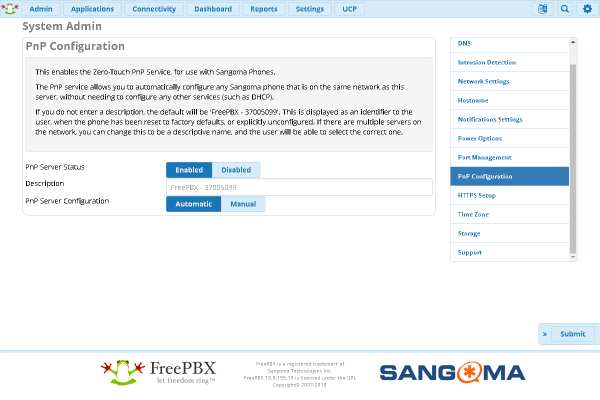 Admin Applications Connectivity Dashboard Reports Settings UCP
System Admin
PnP Configuration
This enables the Zero-Touch PnP Service, for use with Sangoma Phones.
The PnP service allows you to automatically configure any Sangoma phone that is on the same network as this
server, without needing to configure any other services (such as DHCP).
If you do not enter a description, the default will be 'FreePBX - 37005099'. This is displayed as an identifier to the
user, when the phone has been reset to factory defaults, or explicitly unconfigured. If there are multiple servers on
the network, you can change this to be a descriptive name, and the user will be able to select the correct one.
PnP Server Status
Enabled Disabled
Description
FreePBX - 37005099
PnP Server Configuration
Automatic Manual
DNS
Intrusion Detection
Network Settings
Hostname
Notifications Settings
Power Options
Port Management
PnP Configuration
HTTPS Setup
Time Zone
Storage
Support
» Submit
FreePBX
let freedom ring™
FreePBX is a registered trademark of
Sangoma Technologies Inc.
FreePBX 13.0.195.19 is licensed under the GPL
Copyright© 2007-2018
SANGOMA